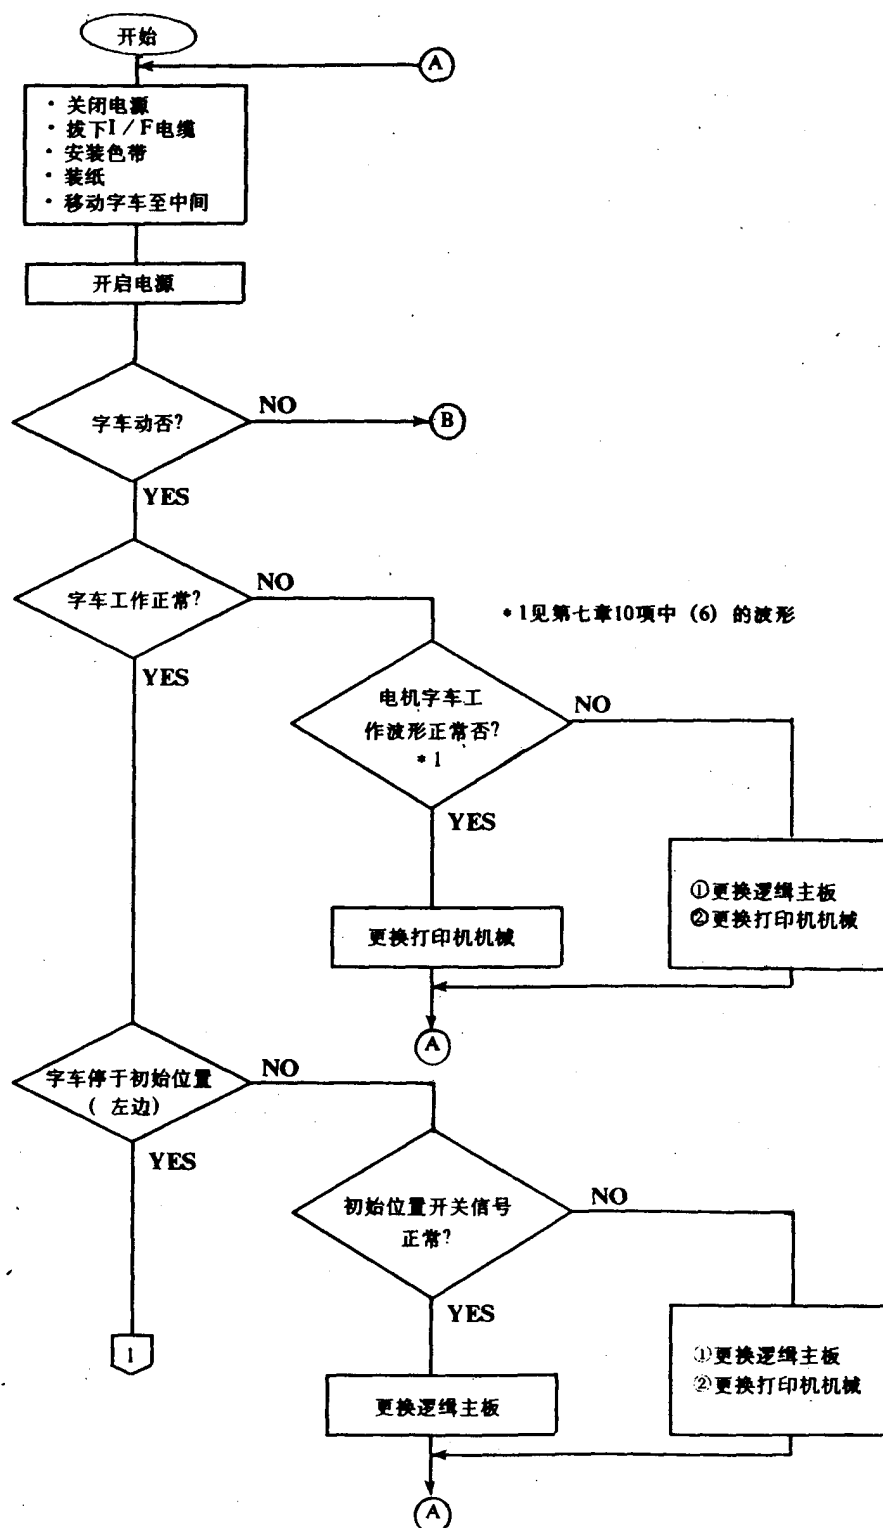 开始
A
· 关闭电源
· 拨下I/F电缆
· 安装色带
· 装纸
· 移动字车至中间
开启电源
字车动否?
NO
B
YES
字车工作正常?
NO
YES
* 1见第七章10项中 (6) 的波形
电机字车工
作波形正常否?
* 1
NO
YES
更换打印机机械
①更换逻缉主板
②更换打印机机械
A
字车停于初始位置
( 左边)
NO
YES
初始位置开关信号
正常?
NO
YES
1
更换逻缉主板
①更换逻缉主板
②更换打印机机械
A